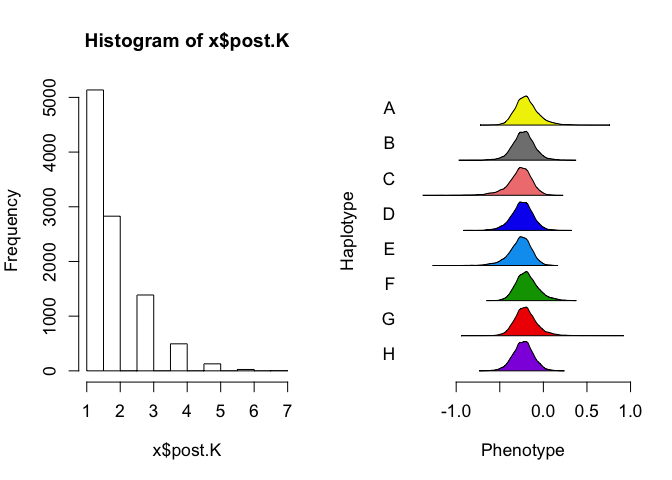 Histogram of x$post.K
Frequency
0 1000 2000 3000 4000 5000
1 2 3 4 5 6 7
x$post.K
Haplotype
A
B
C
D
E
F
G
H
-1.0 0.0 0.5 1.0
Phenotype